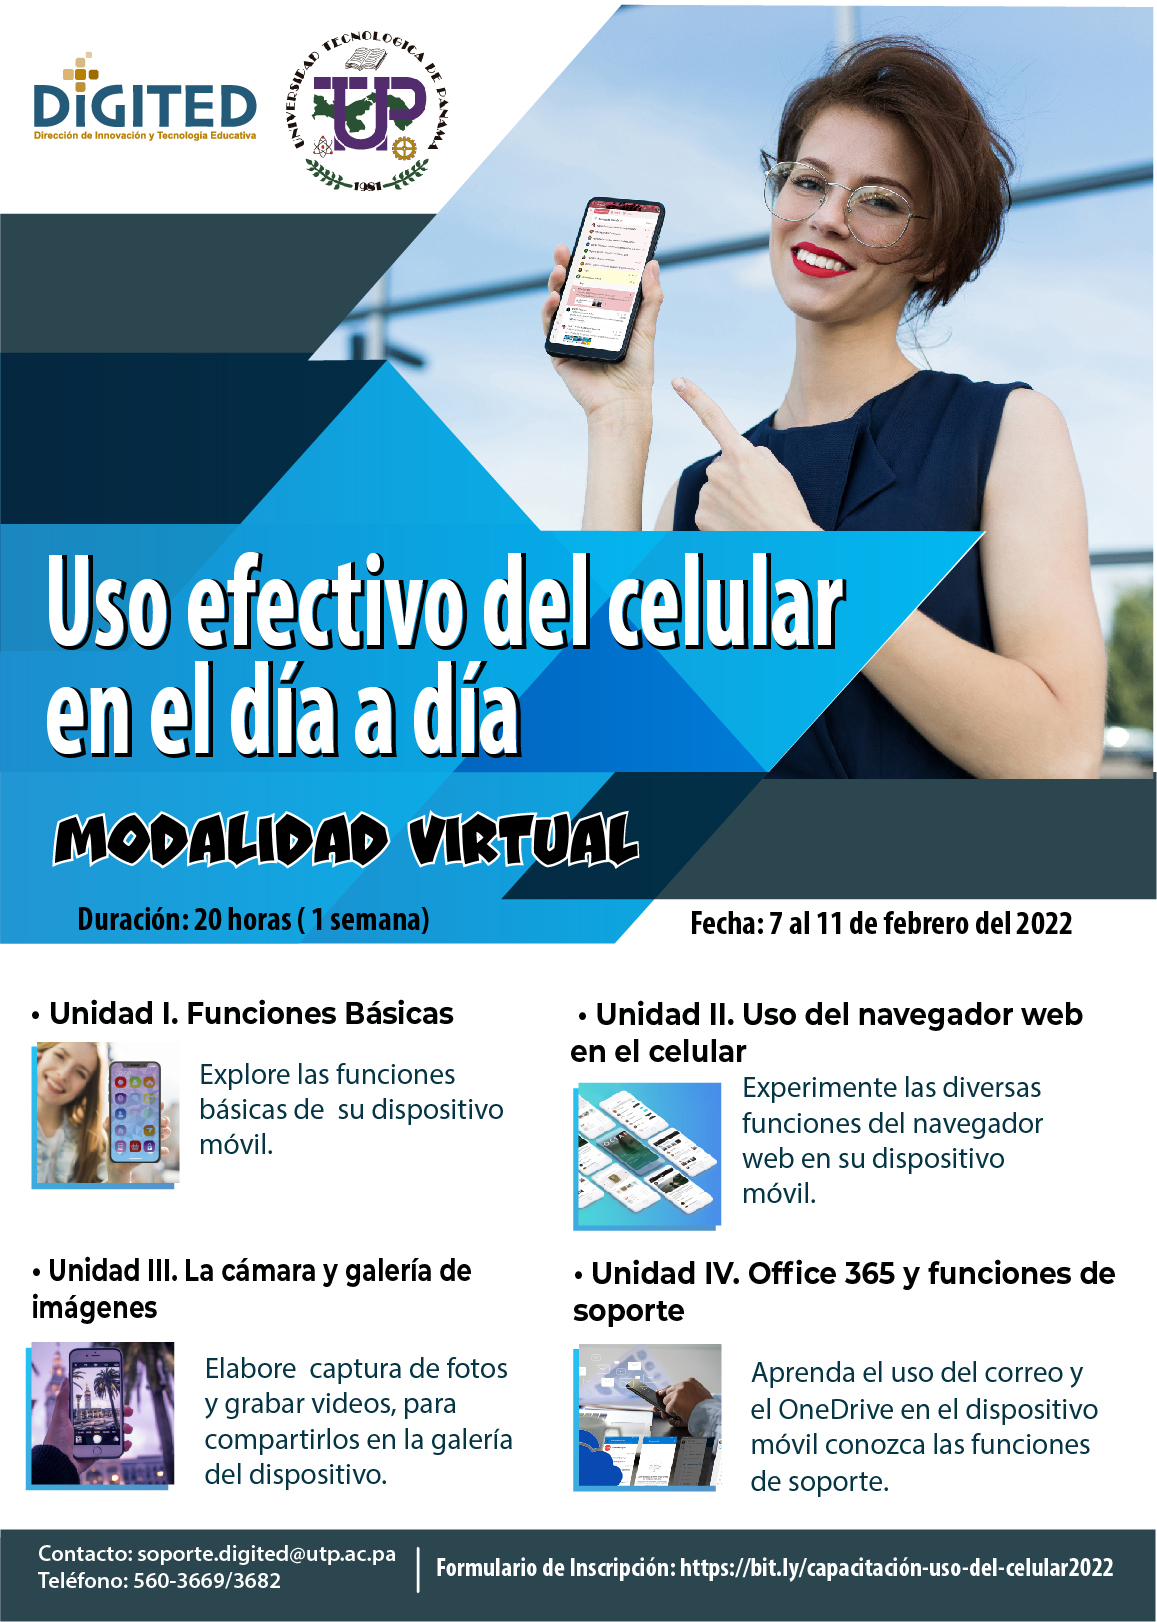 DiGITED
Dirección de Innovación y Tecnología Educativa
UNIVERSIDAD TECNOLOGICA DE PANAMA
UTP
1981
Uso efectivo del celular
en el día a día
MODALIDAD VIRTUAL
Duración: 20 horas ( 1 semana)
Fecha: 7 al 11 de febrero del 2022
• Unidad I. Funciones Básicas
Explore las funciones
básicas de su dispositivo
móvil.
• Unidad II. Uso del navegador web
en el celular
Experimente las diversas
funciones del navegador
web en su dispositivo
móvil.
• Unidad III. La cámara y galería de
imágenes
Elabore captura de fotos
y grabar videos, para
compartirlos en la galería
del dispositivo.
• Unidad IV. Office 365 y funciones de
soporte
Aprenda el uso del correo y
el OneDrive en el dispositivo
móvil conozca las funciones
de soporte.
Contacto: soporte.digited@utp.ac.pa
Teléfono: 560-3669/3682
Formulario de Inscripción: https://bit.ly/capacitación-uso-del-celular2022